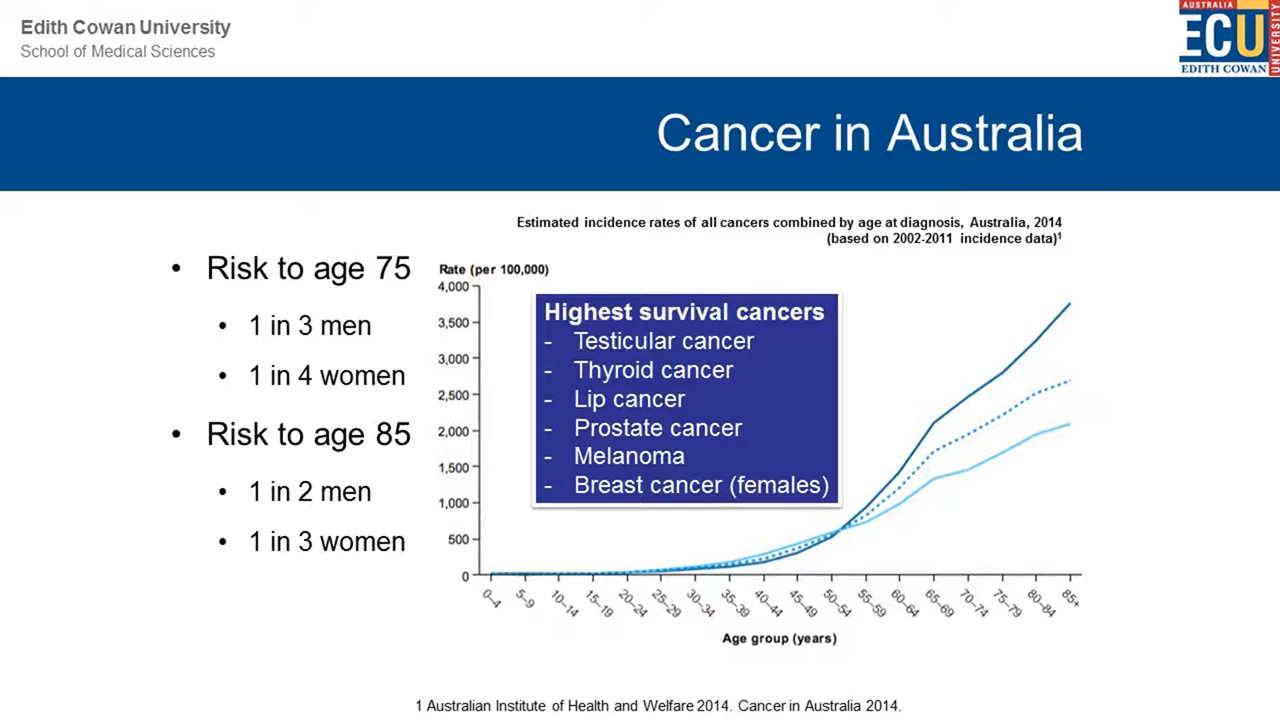 Edith Cowan University
School of Medical Sciences
AUSTRALIA
ECU
EDITH COWAN
UNIVERSITY
Cancer in Australia
Estimated incidence rates of all cancers combined by age at diagnosis, Australia, 2014
(based on 2002-2011 incidence data)¹
• Risk to age 75
• 1 in 3 men
• 1 in 4 women
• Risk to age 85
• 1 in 2 men
• 1 in 3 women
Rate (per 100,000)
4,000
3,500
3,000
2,500
2,000
1,500
1,000
500
0
Highest survival cancers
- Testicular cancer
- Thyroid cancer
- Lip cancer
- Prostate cancer
- Melanoma
- Breast cancer (females)
0–4
5–9
10–14
15–19
20–24
25–29
30–34
35–39
40–44
45–49
50–54
55–59
60–64
65–69
70–74
75–79
80–84
85+
Age group (years)
1 Australian Institute of Health and Welfare 2014. Cancer in Australia 2014.